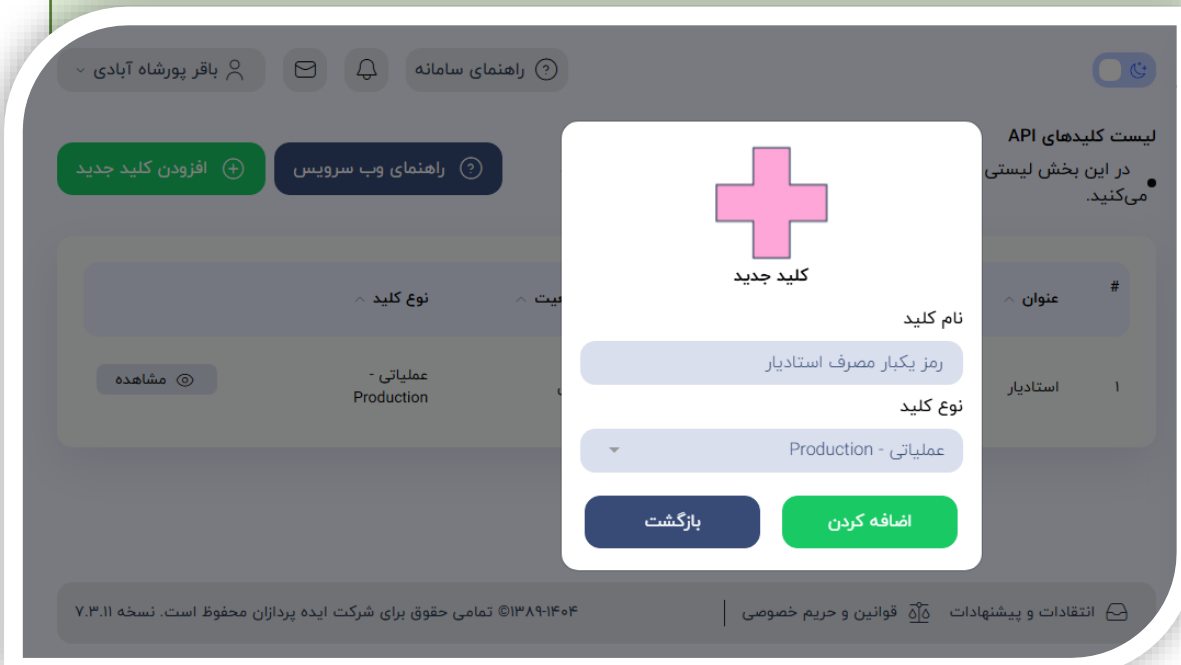 راهنمای سامانه
باقر پورشاه آبادی
لیست کلیدهای API
در این بخش لیستی
می‌کنید.
راهنمای وب سرویس
افزودن کلید جدید
کلید جدید
نام کلید
رمز یکبار مصرف استادیار
نوع کلید
عملیاتی - Production
اضافه کردن
بازگشت
# عنوان نوع کلید
۱ استادیار عملیاتی -
Production
مشاهده
انتقادات و پیشنهادات قوانین و حریم خصوصی
۱۳۸۹-۱۴۰۴© تمامی حقوق برای شرکت ایده پردازان محفوظ است. نسخه ۷.۳.۱۱